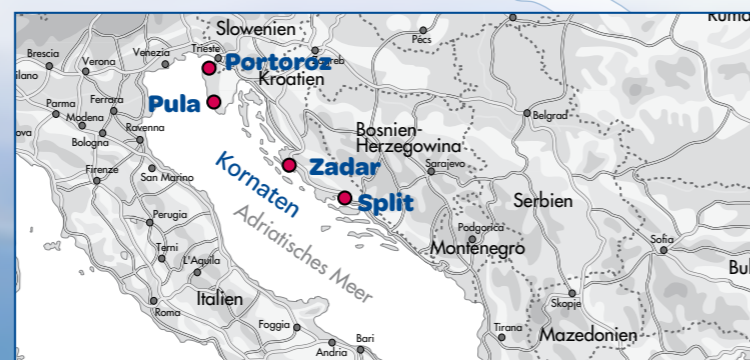 Slowenien
Rumä
Pécs
Brescia
Verona
Venezia
Trieste
Portoroz
Kroatien
Parma
Modena
Ferrara
Bologna
Ravenna
Pula
Belgrad
Bosnien-
Herzegowina
Firenze
San Marino
Zadar
Sarajevo
Kornaten
Split
Serbien
Perugia
Adriatisches Meer
Podgorica
Montenegro
Sofia
Terni
L'Aquila
Bul
Italien
Roma
Skopje
Foggia
Tirana
Mazedonien
Bari
Andria